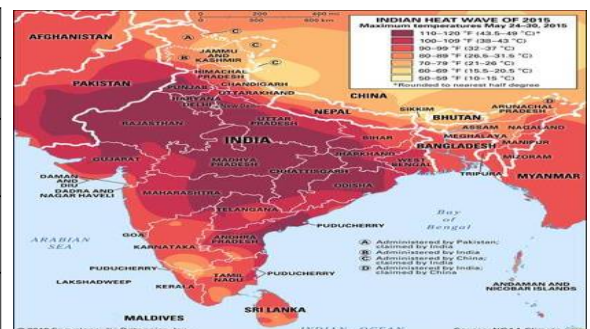 0 200 400 mi
INDIAN HEAT WAVE OF 2015
Maximum temperatures May 24–30, 2015
110–120 °F (43.5–49 °C)*
100–109 °F (38–43 °C)
90–99 °F (32–37 °C)
80–89 °F (26.5–31.5 °C)
70–79 °F (21–26 °C)
60–69 °F (15.5–20.5 °C)
50–59 °F (10–15 °C)
*Rounded to nearest half degree
AFGHANISTAN
A
C
C
JAMMU
AND
KASHMIR
B
C
HIMACHAL
PRADESH
PAKISTAN
PUNJAB
CHANDIGARH
UTTARAKHAND
HARYANA
DELHI
New Delhi
CHINA
NEPAL
SIKKIM
D
ARUNACHAL
PRADESH
BHUTAN
RAJASTHAN
UTTAR
PRADESH
ASSAM
NAGALAND
MEGHALAYA
MANIPUR
INDIA
BIHAR
BANGLADESH
MIZORAM
TRIPURA
MYANMAR
GUJARAT
MADHYA
PRADESH
JHARKHAND
WEST
BENGAL
CHHATTISGARH
DAMAN
AND
DIU
DADRA AND
NAGAR HAVELI
MAHARASHTRA
ODISHA
TELANGANA
Bay
of
Bengal
PUDUCHERRY
ARABIAN
SEA
GOA
KARNATAKA
ANDHRA
PRADESH
A Administered by Pakistan;
claimed by India
B Administered by India;
claimed by Pakistan
C Administered by China;
claimed by India
D Administered by India;
claimed by China
PUDUCHERRY
PUDUCHERRY
LAKSHADWEEP
KERALA
TAMIL
NADU
ANDAMAN AND
NICOBAR ISLANDS
SRI LANKA
MALDIVES
INDIAN OCEAN